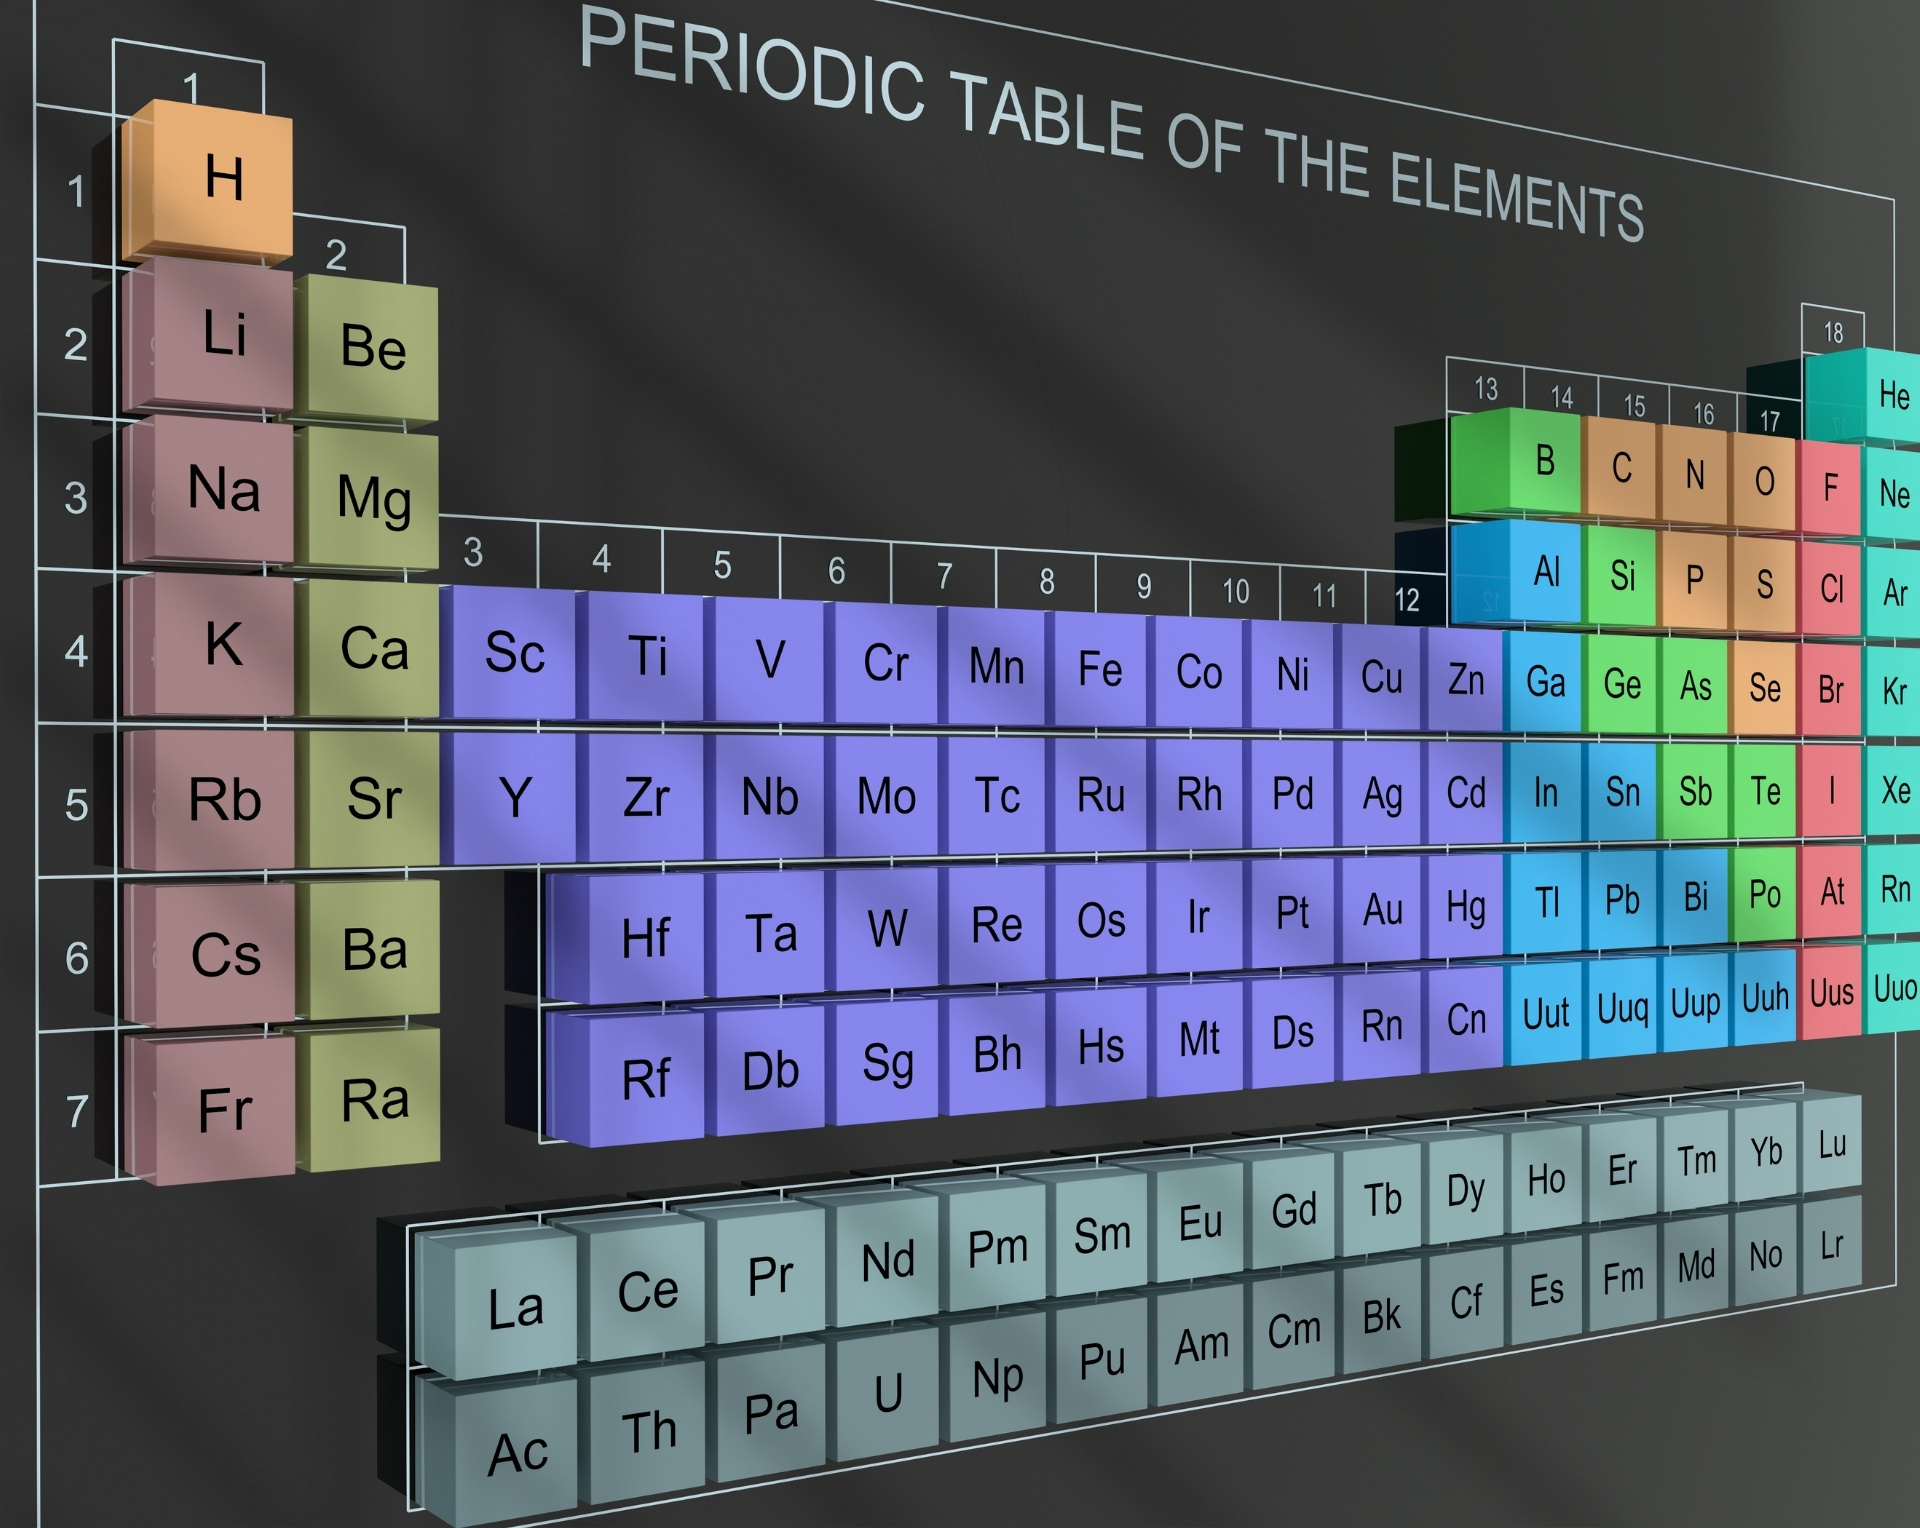 PERIODIC TABLE OF THE ELEMENTS
1
18
1 H 2 He
2 Li Be 13 14 15 16 17 B C N O F Ne
3 Na Mg Al Si P S Cl Ar
3 4 5 6 7 8 9 10 11 12
4 K Ca Sc Ti V Cr Mn Fe Co Ni Cu Zn Ga Ge As Se Br Kr
5 Rb Sr Y Zr Nb Mo Tc Ru Rh Pd Ag Cd In Sn Sb Te I Xe
6 Cs Ba Hf Ta W Re Os Ir Pt Au Hg Tl Pb Bi Po At Rn
7 Fr Ra Rf Db Sg Bh Hs Mt Ds Rn Cn Uut Uuq Uup Uuh Uus Uuo
La Ce Pr Nd Pm Sm Eu Gd Tb Dy Ho Er Tm Yb Lu
Ac Th Pa U Np Pu Am Cm Bk Cf Es Fm Md No Lr